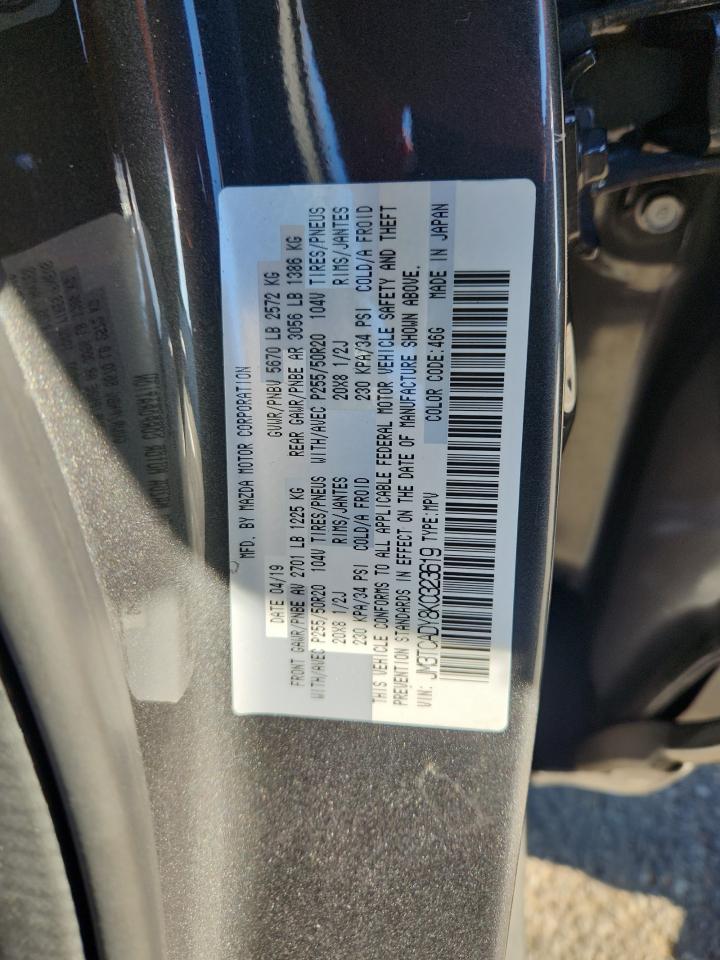 MFD. BY MAZDA MOTOR CORPORATION
DATE 04/19 GVWR/PNBV 5670 LB 2572 KG
FRONT GAWR/PNBE AV 2701 LB 1225 KG REAR GAWR/PNBE AR 3056 LB 1386 KG
WITH/AVEC P255/50R20 104V TIRES/PNEUS WITH/AVEC P255/50R20 104V TIRES/PNEUS
20X8 1/2J RIMS/JANTES 20X8 1/2J RIMS/JANTES
230 KPA/34 PSI COLD/A FROID 230 KPA/34 PSI COLD/A FROID
THIS VEHICLE CONFORMS TO ALL APPLICABLE FEDERAL MOTOR VEHICLE SAFETY AND THEFT
PREVENTION STANDARDS IN EFFECT ON THE DATE OF MANUFACTURE SHOWN ABOVE.
VIN: JM3TCADY8KC323619 TYPE:MPV COLOR CODE:46G MADE IN JAPAN